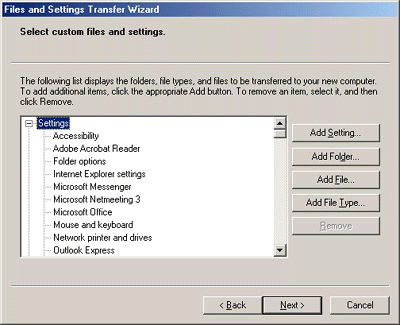 Files and Settings Transfer Wizard
Select custom files and settings.
The following list displays the folders, file types, and files to be transferred to your new computer.
To add additional items, click the appropriate Add button. To remove an item, select it, and then
click Remove.
Settings
Accessibility
Adobe Acrobat Reader
Folder options
Internet Explorer settings
Microsoft Messenger
Microsoft Netmeeting 3
Microsoft Office
Mouse and keyboard
Network printer and drives
Outlook Express
Add Setting...
Add Folder...
Add File...
Add File Type...
Remove
< Back
Next >
Cancel